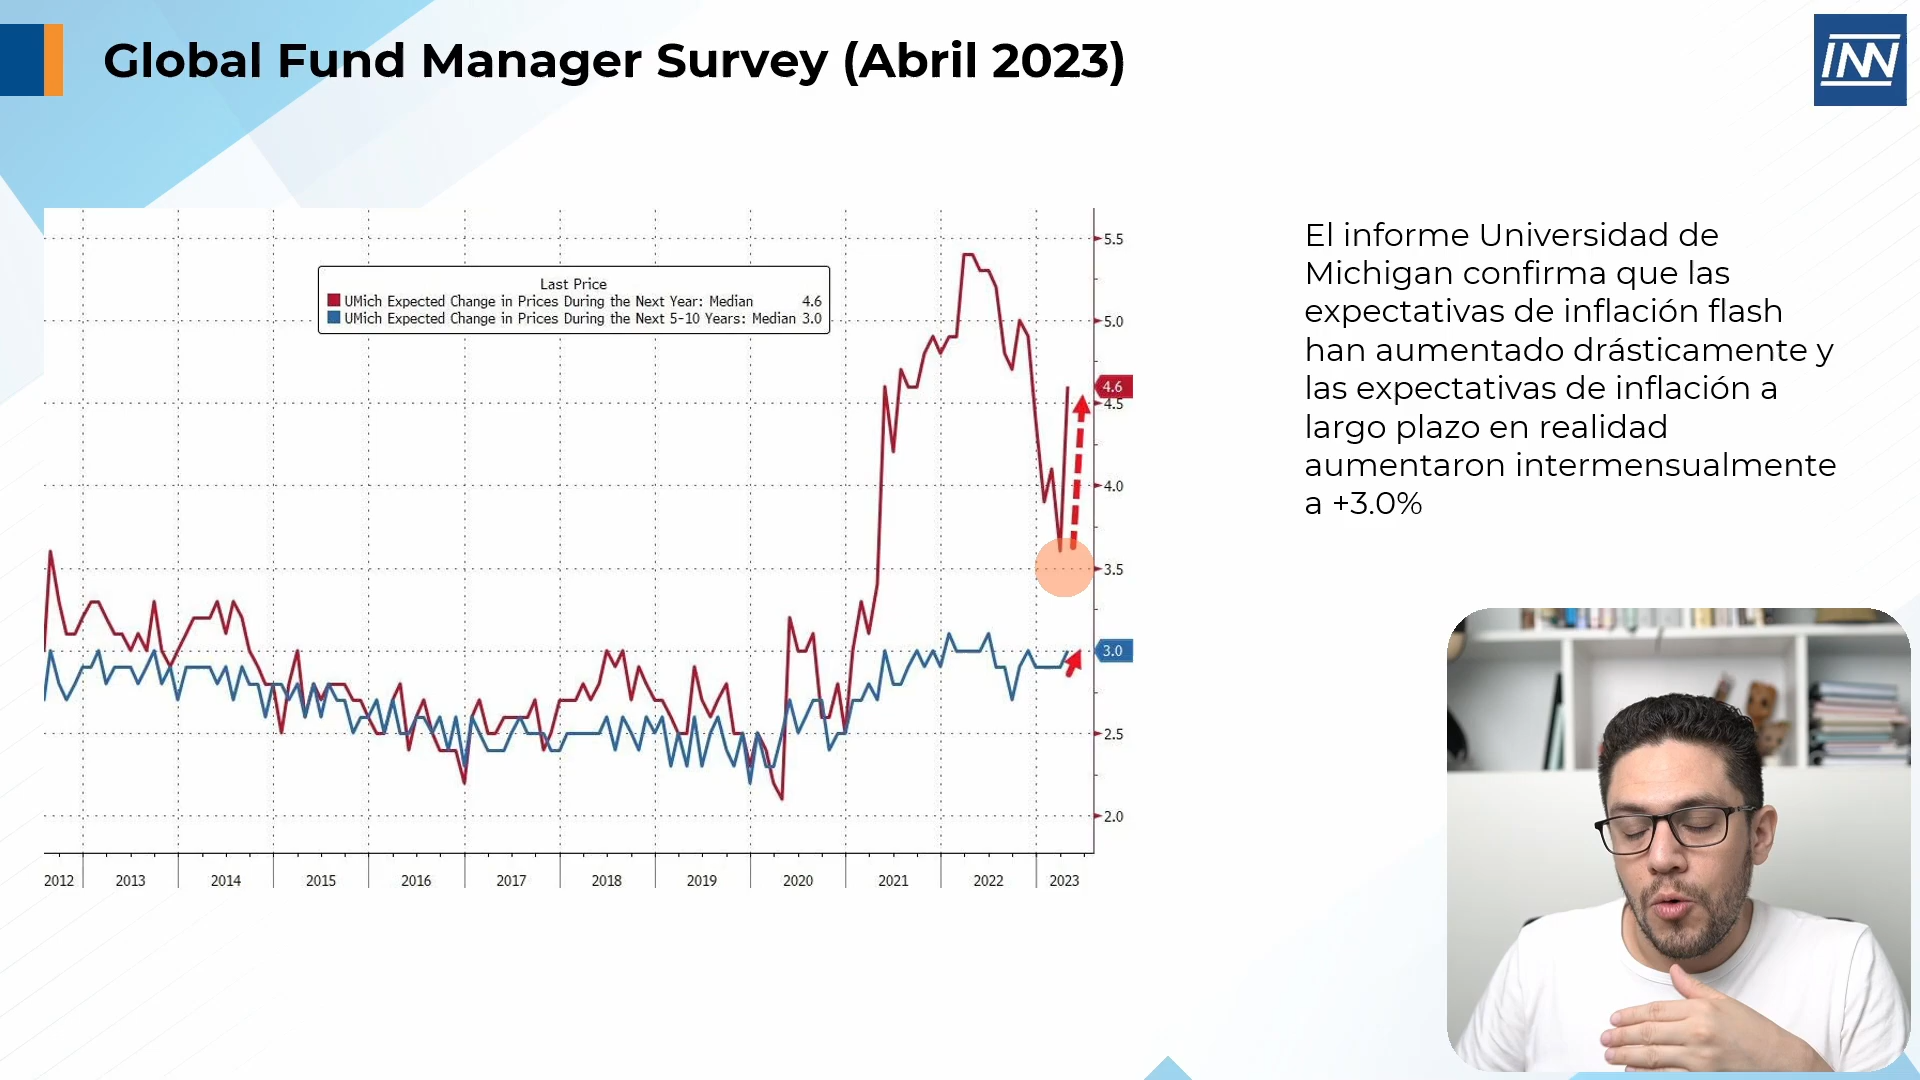 Global Fund Manager Survey (Abril 2023)
INN
Last Price
UMich Expected Change in Prices During the Next Year: Median 4.6
UMich Expected Change in Prices During the Next 5-10 Years: Median 3.0
5.5
5.0
4.6
4.5
4.0
3.5
3.0
2.5
2.0
2012 2013 2014 2015 2016 2017 2018 2019 2020 2021 2022 2023
El informe Universidad de
Michigan confirma que las
expectativas de inflación flash
han aumentado drásticamente y
las expectativas de inflación a
largo plazo en realidad
aumentaron intermensualmente
a +3.0%